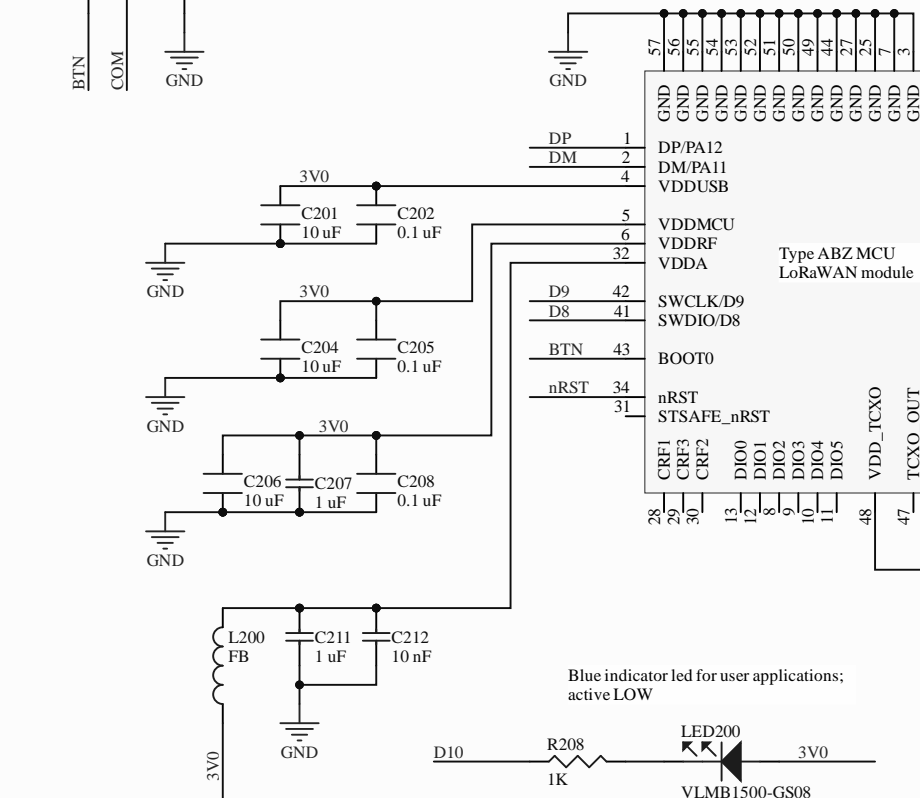 BTN
COM
GND
GND
57
56
55
54
53
52
51
50
49
44
27
25
7
3
GND
GND
GND
GND
GND
GND
GND
GND
GND
GND
GND
GND
GND
GND
DP 1 DP/PA12
DM 2 DM/PA11
3V0 4 VDDUSB
C201 C202
10 uF 0.1 uF
5 VDDMCU
6 VDDRF
32 VDDA
Type ABZ MCU
LoRaWAN module
GND
3V0
D9 42 SWCLK/D9
D8 41 SWDIO/D8
C204 C205
10 uF 0.1 uF
BTN 43 BOOT0
nRST 34 nRST
31 STSAFE_nRST
GND
3V0
CRF1
CRF3
CRF2
DIO0
DIO1
DIO2
DIO3
DIO4
DIO5
VDD_TCXO
TCXO_OUT
C206 C207 C208
10 uF 1 uF 0.1 uF
28
29
30
13
12
8
9
10
11
48
47
GND
L200 C211 C212
FB 1 uF 10 nF
GND
3V0
Blue indicator led for user applications;
active LOW
D10 R208 LED200 3V0
1K
VLMB1500-GS08